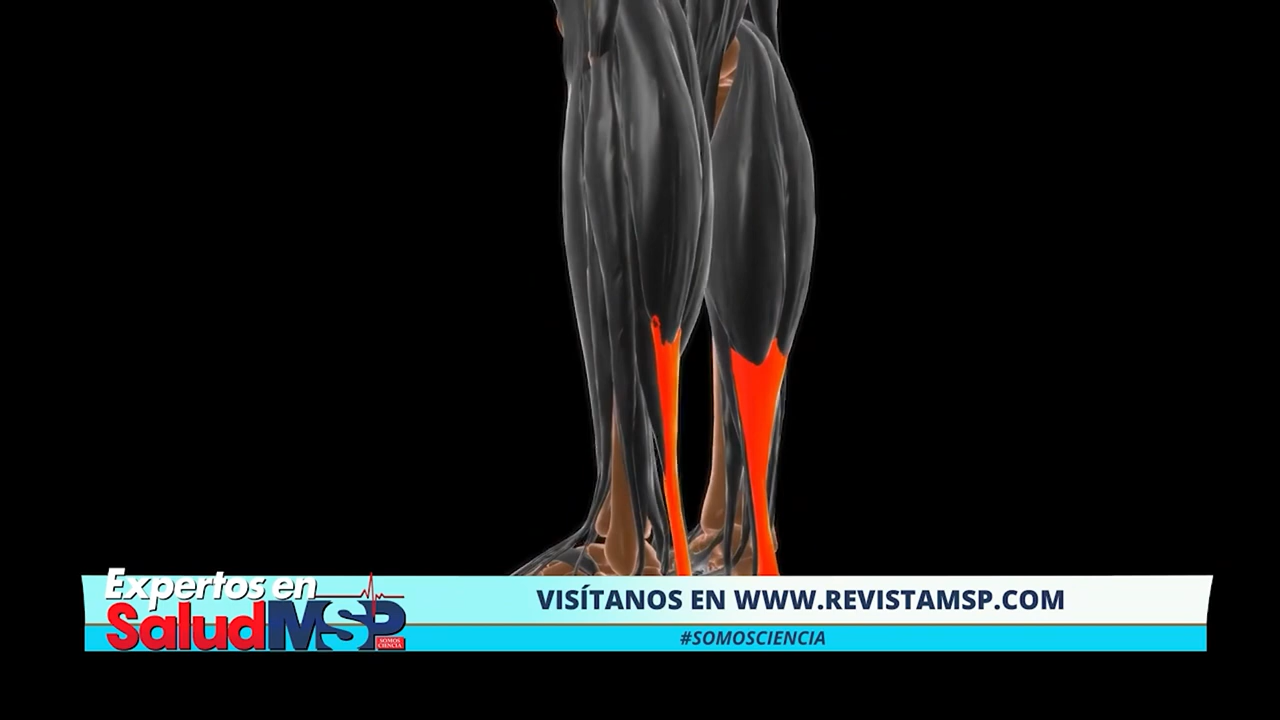 Expertos en
SaludMSP
SOMOS
CIENCIA
VISÍTANOS EN WWW.REVISTAMSP.COM
#SOMOSCIENCIA